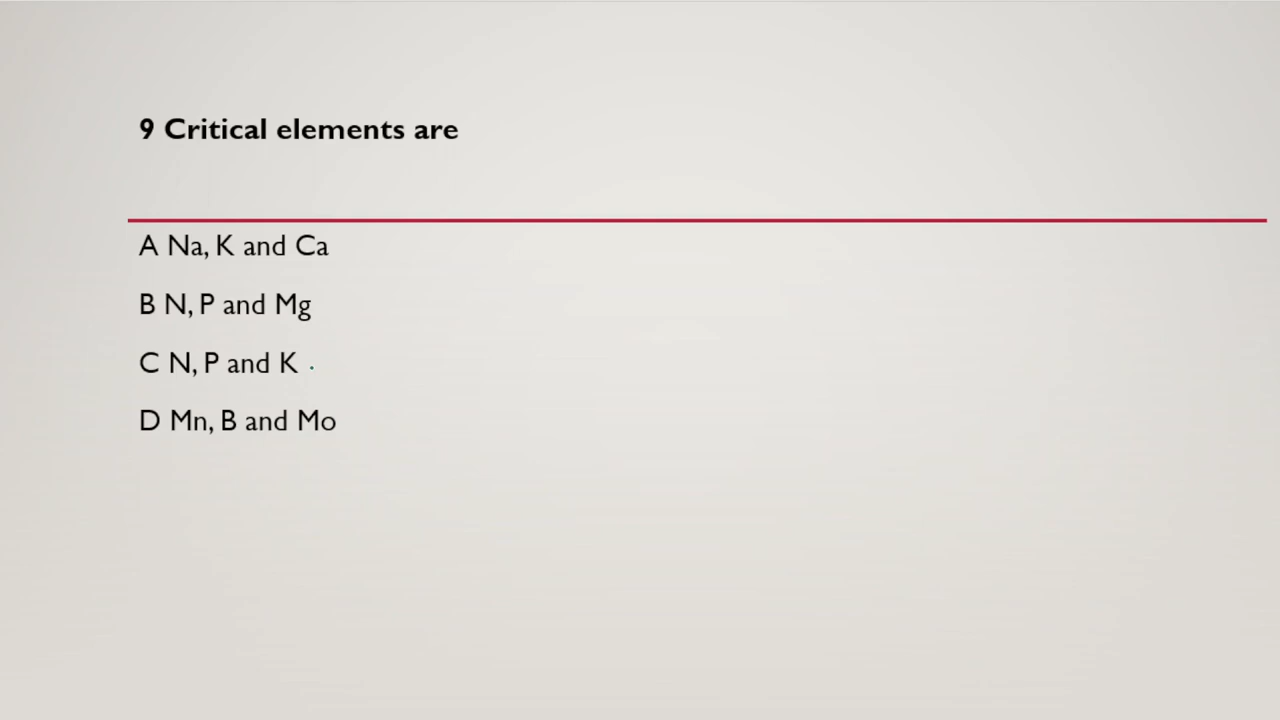 9 Critical elements are
A Na, K and Ca
B N, P and Mg
C N, P and K
D Mn, B and Mo